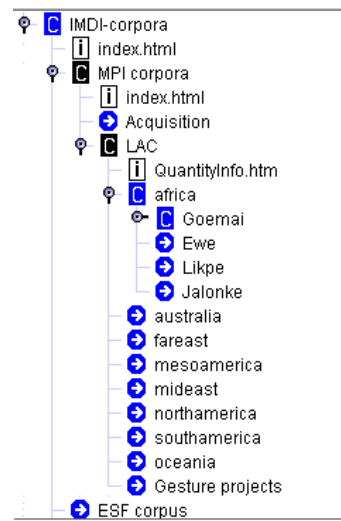 C IMDI-corpora
i index.html
C MPI corpora
i index.html
Acquisition
C LAC
i QuantityInfo.htm
C africa
C Goemai
Ewe
Likpe
Jalonke
australia
fareast
mesoamerica
mideast
northamerica
southamerica
oceania
Gesture projects
ESF corpus